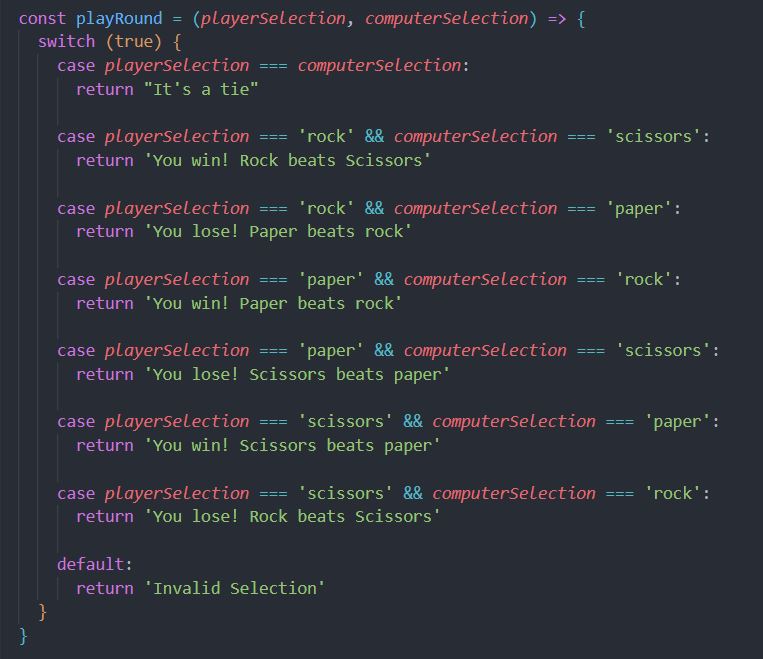 const playRound = (playerSelection, computerSelection) => {
  switch (true) {
    case playerSelection === computerSelection:
      return "It's a tie"

    case playerSelection === 'rock' && computerSelection === 'scissors':
      return 'You win! Rock beats Scissors'

    case playerSelection === 'rock' && computerSelection === 'paper':
      return 'You lose! Paper beats rock'

    case playerSelection === 'paper' && computerSelection === 'rock':
      return 'You win! Paper beats rock'

    case playerSelection === 'paper' && computerSelection === 'scissors':
      return 'You lose! Scissors beats paper'

    case playerSelection === 'scissors' && computerSelection === 'paper':
      return 'You win! Scissors beats paper'

    case playerSelection === 'scissors' && computerSelection === 'rock':
      return 'You lose! Rock beats Scissors'

    default:
      return 'Invalid Selection'
  }
}